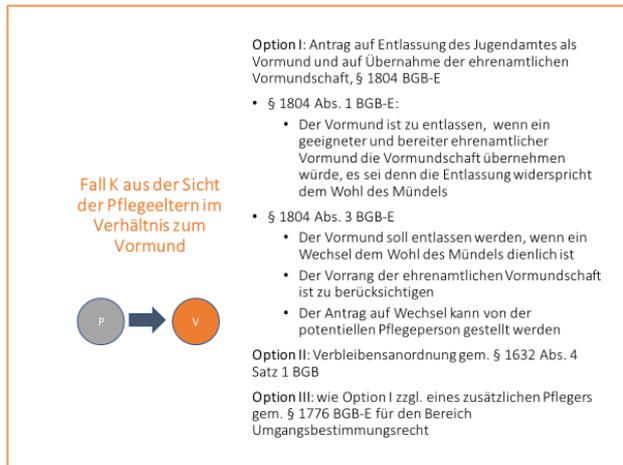 Fall K aus der Sicht
der Pflegeeltern im
Verhältnis zum
Vormund
P
V
Option I: Antrag auf Entlassung des Jugendamtes als
Vormund und auf Übernahme der ehrenamtlichen
Vormundschaft, § 1804 BGB-E
• § 1804 Abs. 1 BGB-E:
• Der Vormund ist zu entlassen, wenn ein
geeigneter und bereiter ehrenamtlicher
Vormund die Vormundschaft übernehmen
würde, es sei denn die Entlassung widerspricht
dem Wohl des Mündels
• § 1804 Abs. 3 BGB-E
• Der Vormund soll entlassen werden, wenn ein
Wechsel dem Wohl des Mündels dienlich ist
• Der Vorrang der ehrenamtlichen Vormundschaft
ist zu berücksichtigen
• Der Antrag auf Wechsel kann von der
potentiellen Pflegeperson gestellt werden
Option II: Verbleibensanordnung gem. § 1632 Abs. 4
Satz 1 BGB
Option III: wie Option I zzgl. eines zusätzlichen Pflegers
gem. § 1776 BGB-E für den Bereich
Umgangsbestimmungsrecht